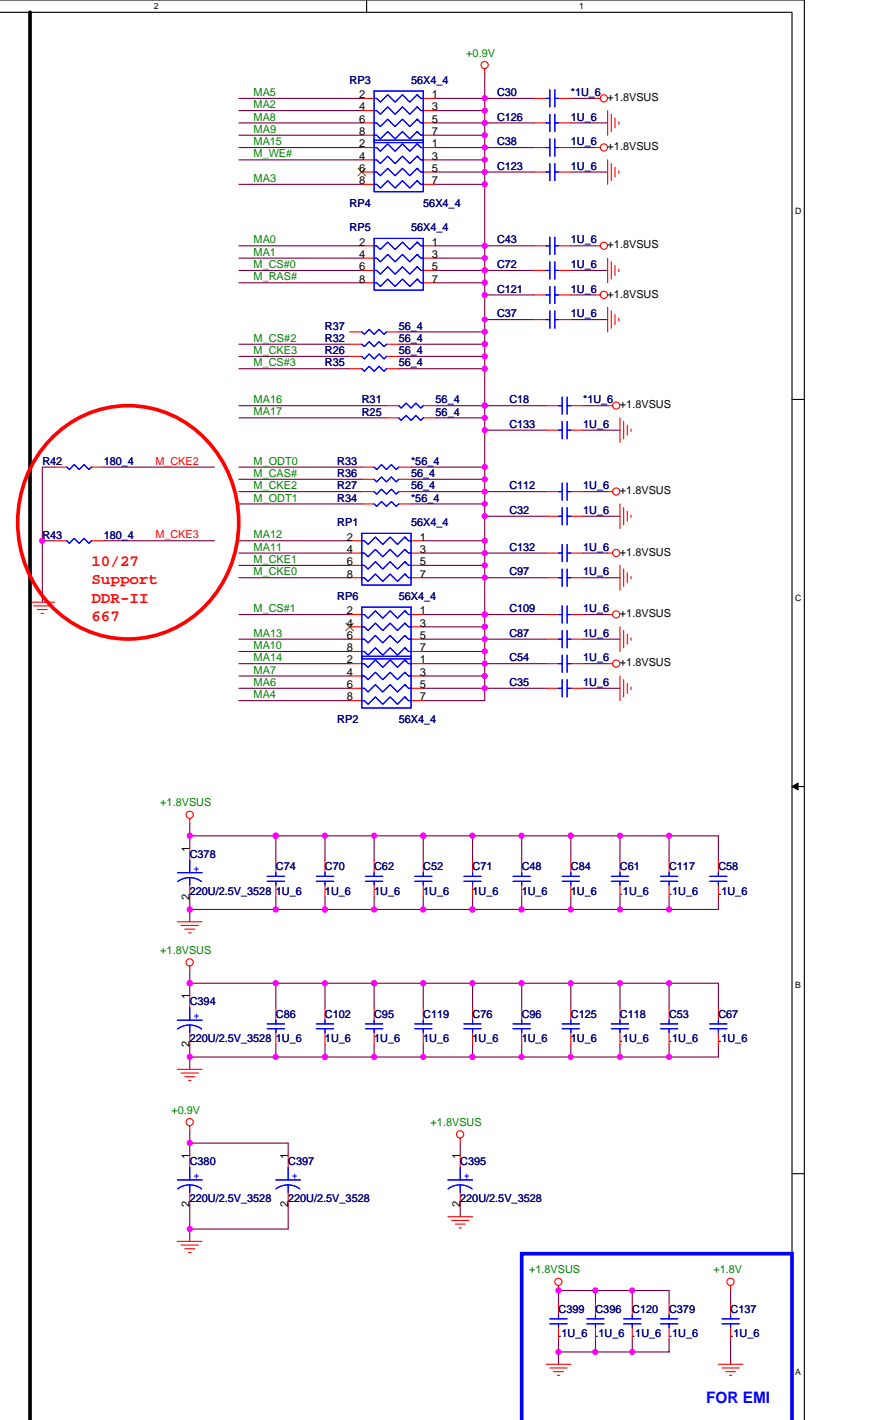 2 1
+0.9V
RP3 56X4_4
MA5 2 1 C30 *1U_6 +1.8VSUS
MA2 4 3
MA8 6 5 C126 1U_6
MA9 8 7
MA15 2 1 C38 1U_6 +1.8VSUS
M_WE# 4 3
6 5 C123 1U_6
MA3 8 7
RP4 56X4_4
D
RP5 56X4_4
MA0 2 1 C43 1U_6 +1.8VSUS
MA1 4 3
M_CS#0 6 5 C72 1U_6
M_RAS# 8 7
C121 1U_6 +1.8VSUS
C37 1U_6
R37 56_4
M_CS#2 R32 56_4
M_CKE3 R26 56_4
M_CS#3 R35 56_4
MA16 R31 56_4 C18 *1U_6 +1.8VSUS
MA17 R25 56_4
C133 1U_6
R42 180_4 M_CKE2 M_ODT0 R33 *56_4
M_CAS# R36 56_4
M_CKE2 R27 56_4 C112 1U_6 +1.8VSUS
M_ODT1 R34 *56_4
C32 1U_6
RP1 56X4_4
R43 180_4 M_CKE3 MA12 2 1
MA11 4 3 C132 1U_6 +1.8VSUS
10/27
M_CKE1 6 5
Support
M_CKE0 8 7 C97 1U_6
DDR-II
RP6 56X4_4
C
667
M_CS#1 2 1 C109 1U_6 +1.8VSUS
4 3
MA13 6 5 C87 1U_6
MA10 8 7
MA14 2 1 C54 1U_6 +1.8VSUS
MA7 4 3
MA6 6 5 C35 1U_6
MA4 8 7
RP2 56X4_4
+1.8VSUS
1 C378 + C74 C70 C62 C52 C71 C48 C84 C61 C117 C58
2 220U/2.5V_3528 1U_6 1U_6 1U_6 1U_6 1U_6 1U_6 1U_6 .1U_6 .1U_6 .1U_6
+1.8VSUS
B
1 C394 + C86 C102 C95 C119 C76 C96 C125 C118 C53 C67
2 220U/2.5V_3528 1U_6 1U_6 1U_6 1U_6 1U_6 1U_6 1U_6 .1U_6 .1U_6 .1U_6
+0.9V
+1.8VSUS
1 C380 + 1 C397 + 1 C395 +
2 220U/2.5V_3528 2 220U/2.5V_3528 2 220U/2.5V_3528
+1.8VSUS +1.8V
C399 C396 C120 C379 C137
.1U_6 .1U_6 .1U_6 .1U_6 .1U_6
A
FOR EMI